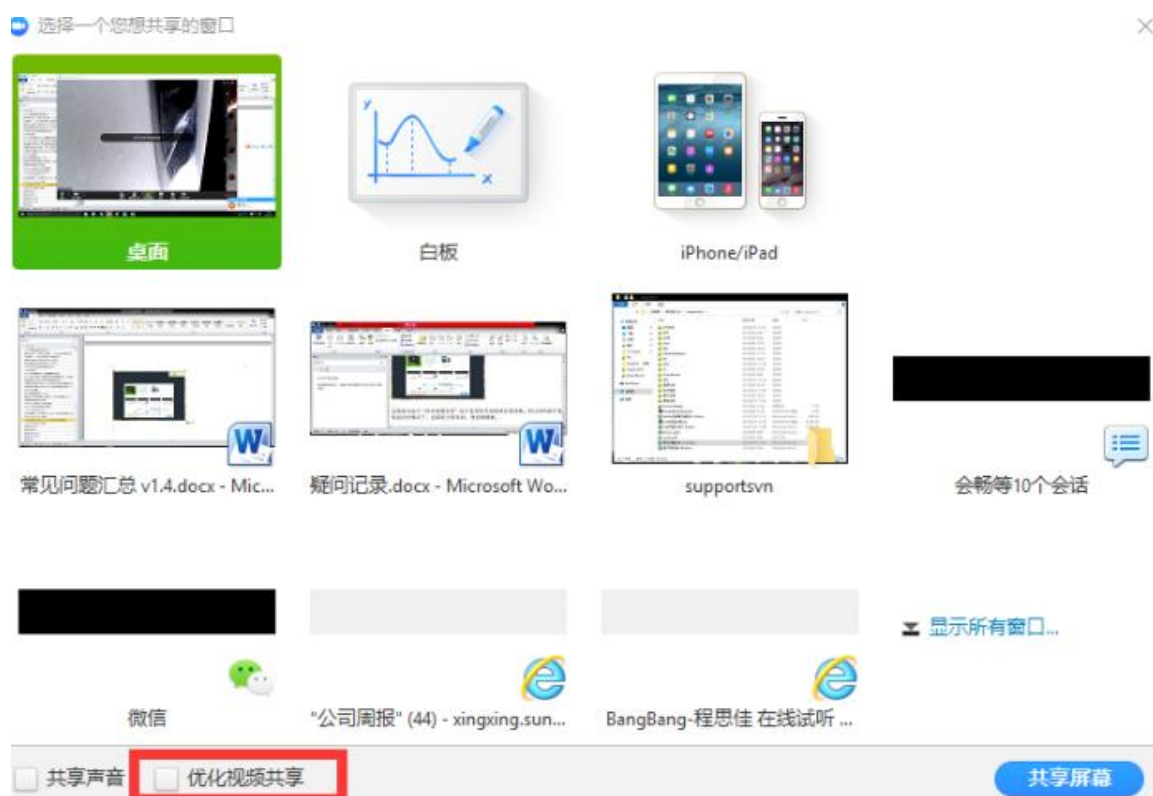 选择一个您想共享的窗口
桌面
白板
iPhone/iPad
常见问题汇总 v1.4.docx - Mic...
疑问记录.docx - Microsoft Wo...
supportsvn
会畅等10个会话
显示所有窗口...
微信
"公司周报" (44) - xingxing.sun...
BangBang-程思佳 在线试听 ...
共享声音
优化视频共享
共享屏幕